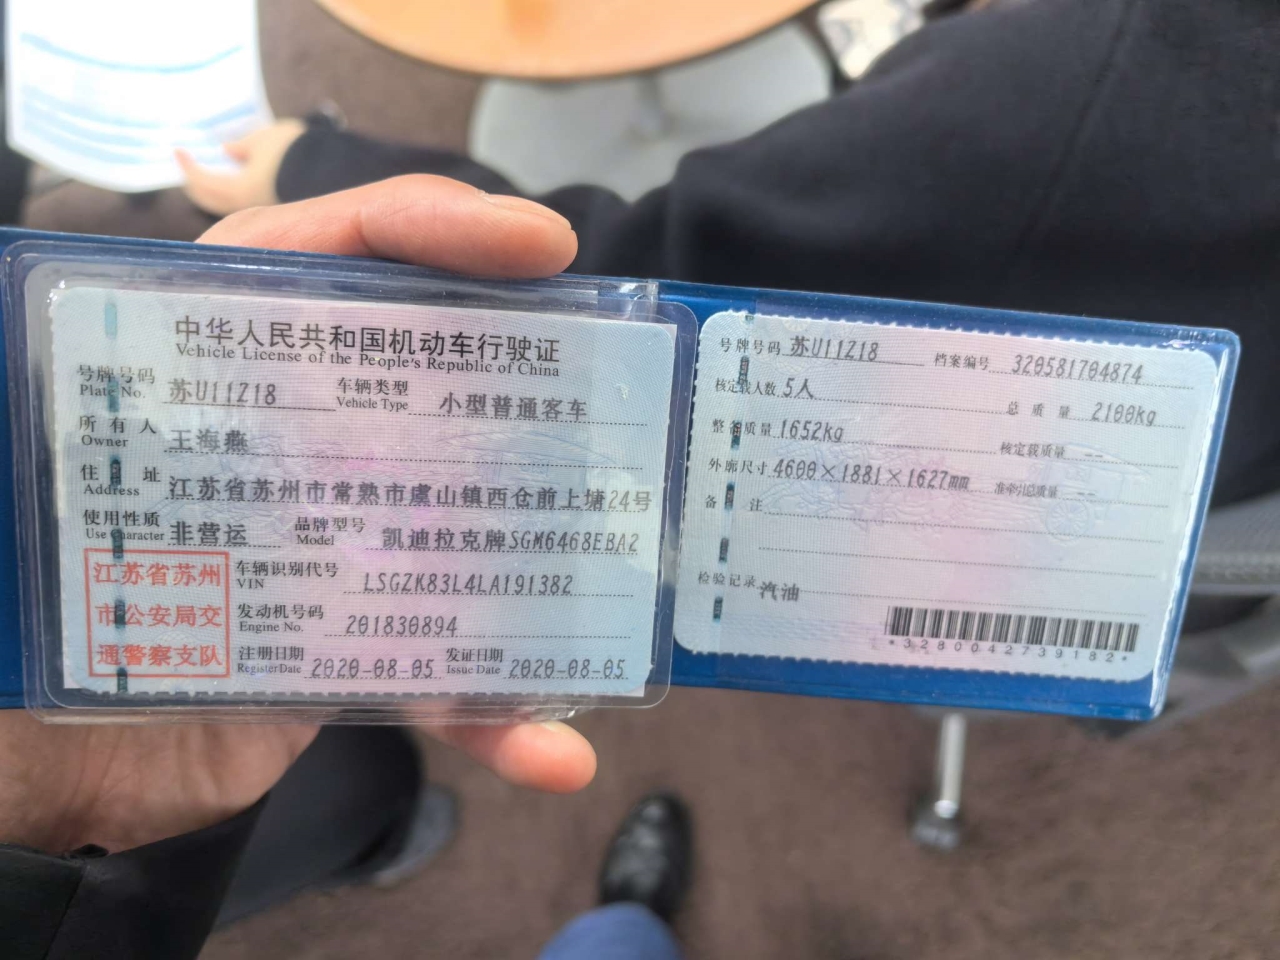 中华人民共和国机动车行驶证
Vehicle License of the People's Republic of China
号牌号码 苏U11Z18 车辆类型 小型普通客车
Plate No. Vehicle Type
所有人 王海燕
Owner
住址 江苏省苏州市常熟市虞山镇西仓前上塘24号
Address
使用性质 非营运 品牌型号 凯迪拉克牌SGM6468EBA2
Use Character Model
江苏省苏州
市公安局交
通警察支队
车辆识别代号 LSGZK83L4LA191382
VIN
发动机号码 201830894
Engine No.
注册日期 2020-08-05 发证日期 2020-08-05
Register Date Issue Date
号牌号码 苏U11Z18 档案编号 320581704874
核定载人数 5人 总质量 2100kg
整备质量 1652kg 核定载质量 --
外廓尺寸 4600×1881×1627mm 准牵引总质量 --
备注
检验记录 汽油
*3280042739182*